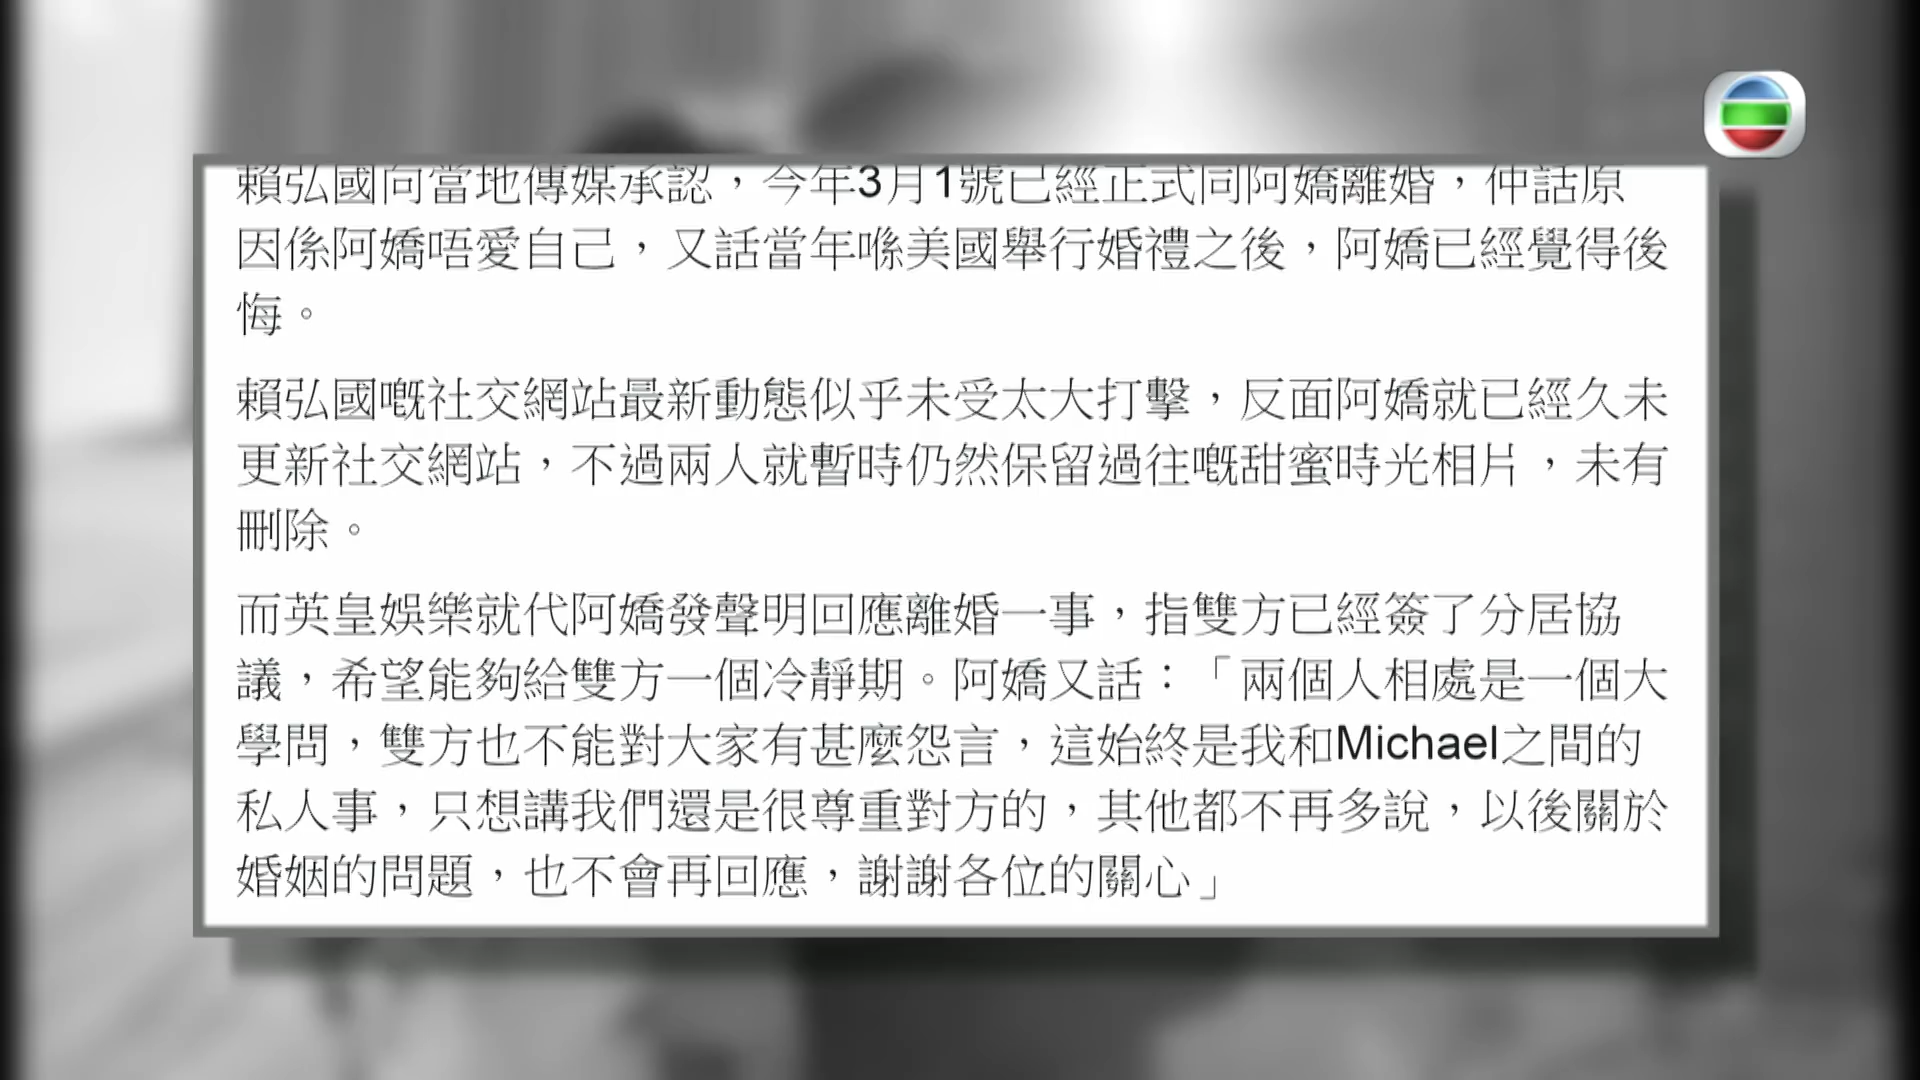 賴弘國向當地傳媒承認，今年3月1號已經正式同阿嬌離婚，仲話原
因係阿嬌唔愛自己，又話當年喺美國舉行婚禮之後，阿嬌已經覺得後
悔。
賴弘國嘅社交網站最新動態似乎未受太大打擊，反面阿嬌就已經久未
更新社交網站，不過兩人就暫時仍然保留過往嘅甜蜜時光相片，未有
刪除。
而英皇娛樂就代阿嬌發聲明回應離婚一事，指雙方已經簽了分居協
議，希望能夠給雙方一個冷靜期。阿嬌又話：「兩個人相處是一個大
學問，雙方也不能對大家有甚麼怨言，這始終是我和Michael之間的
私人事，只想講我們還是很尊重對方的，其他都不再多說，以後關於
婚姻的問題，也不會再回應，謝謝各位的關心」